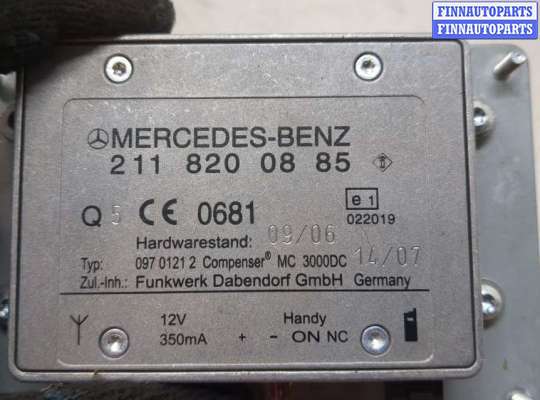 FINNAUTOPARTS
FINNAUTOPARTS
MERCEDES-BENZ
211 820 08 85
Q 5 CE 0681 e1
022019
Hardwarestand: 09/06
Typ: 097 0121 2 Compenser® MC 3000DC 14/07
Zul.-Inh.: Funkwerk Dabendorf GmbH Germany
12V Handy
350mA + - ON NC